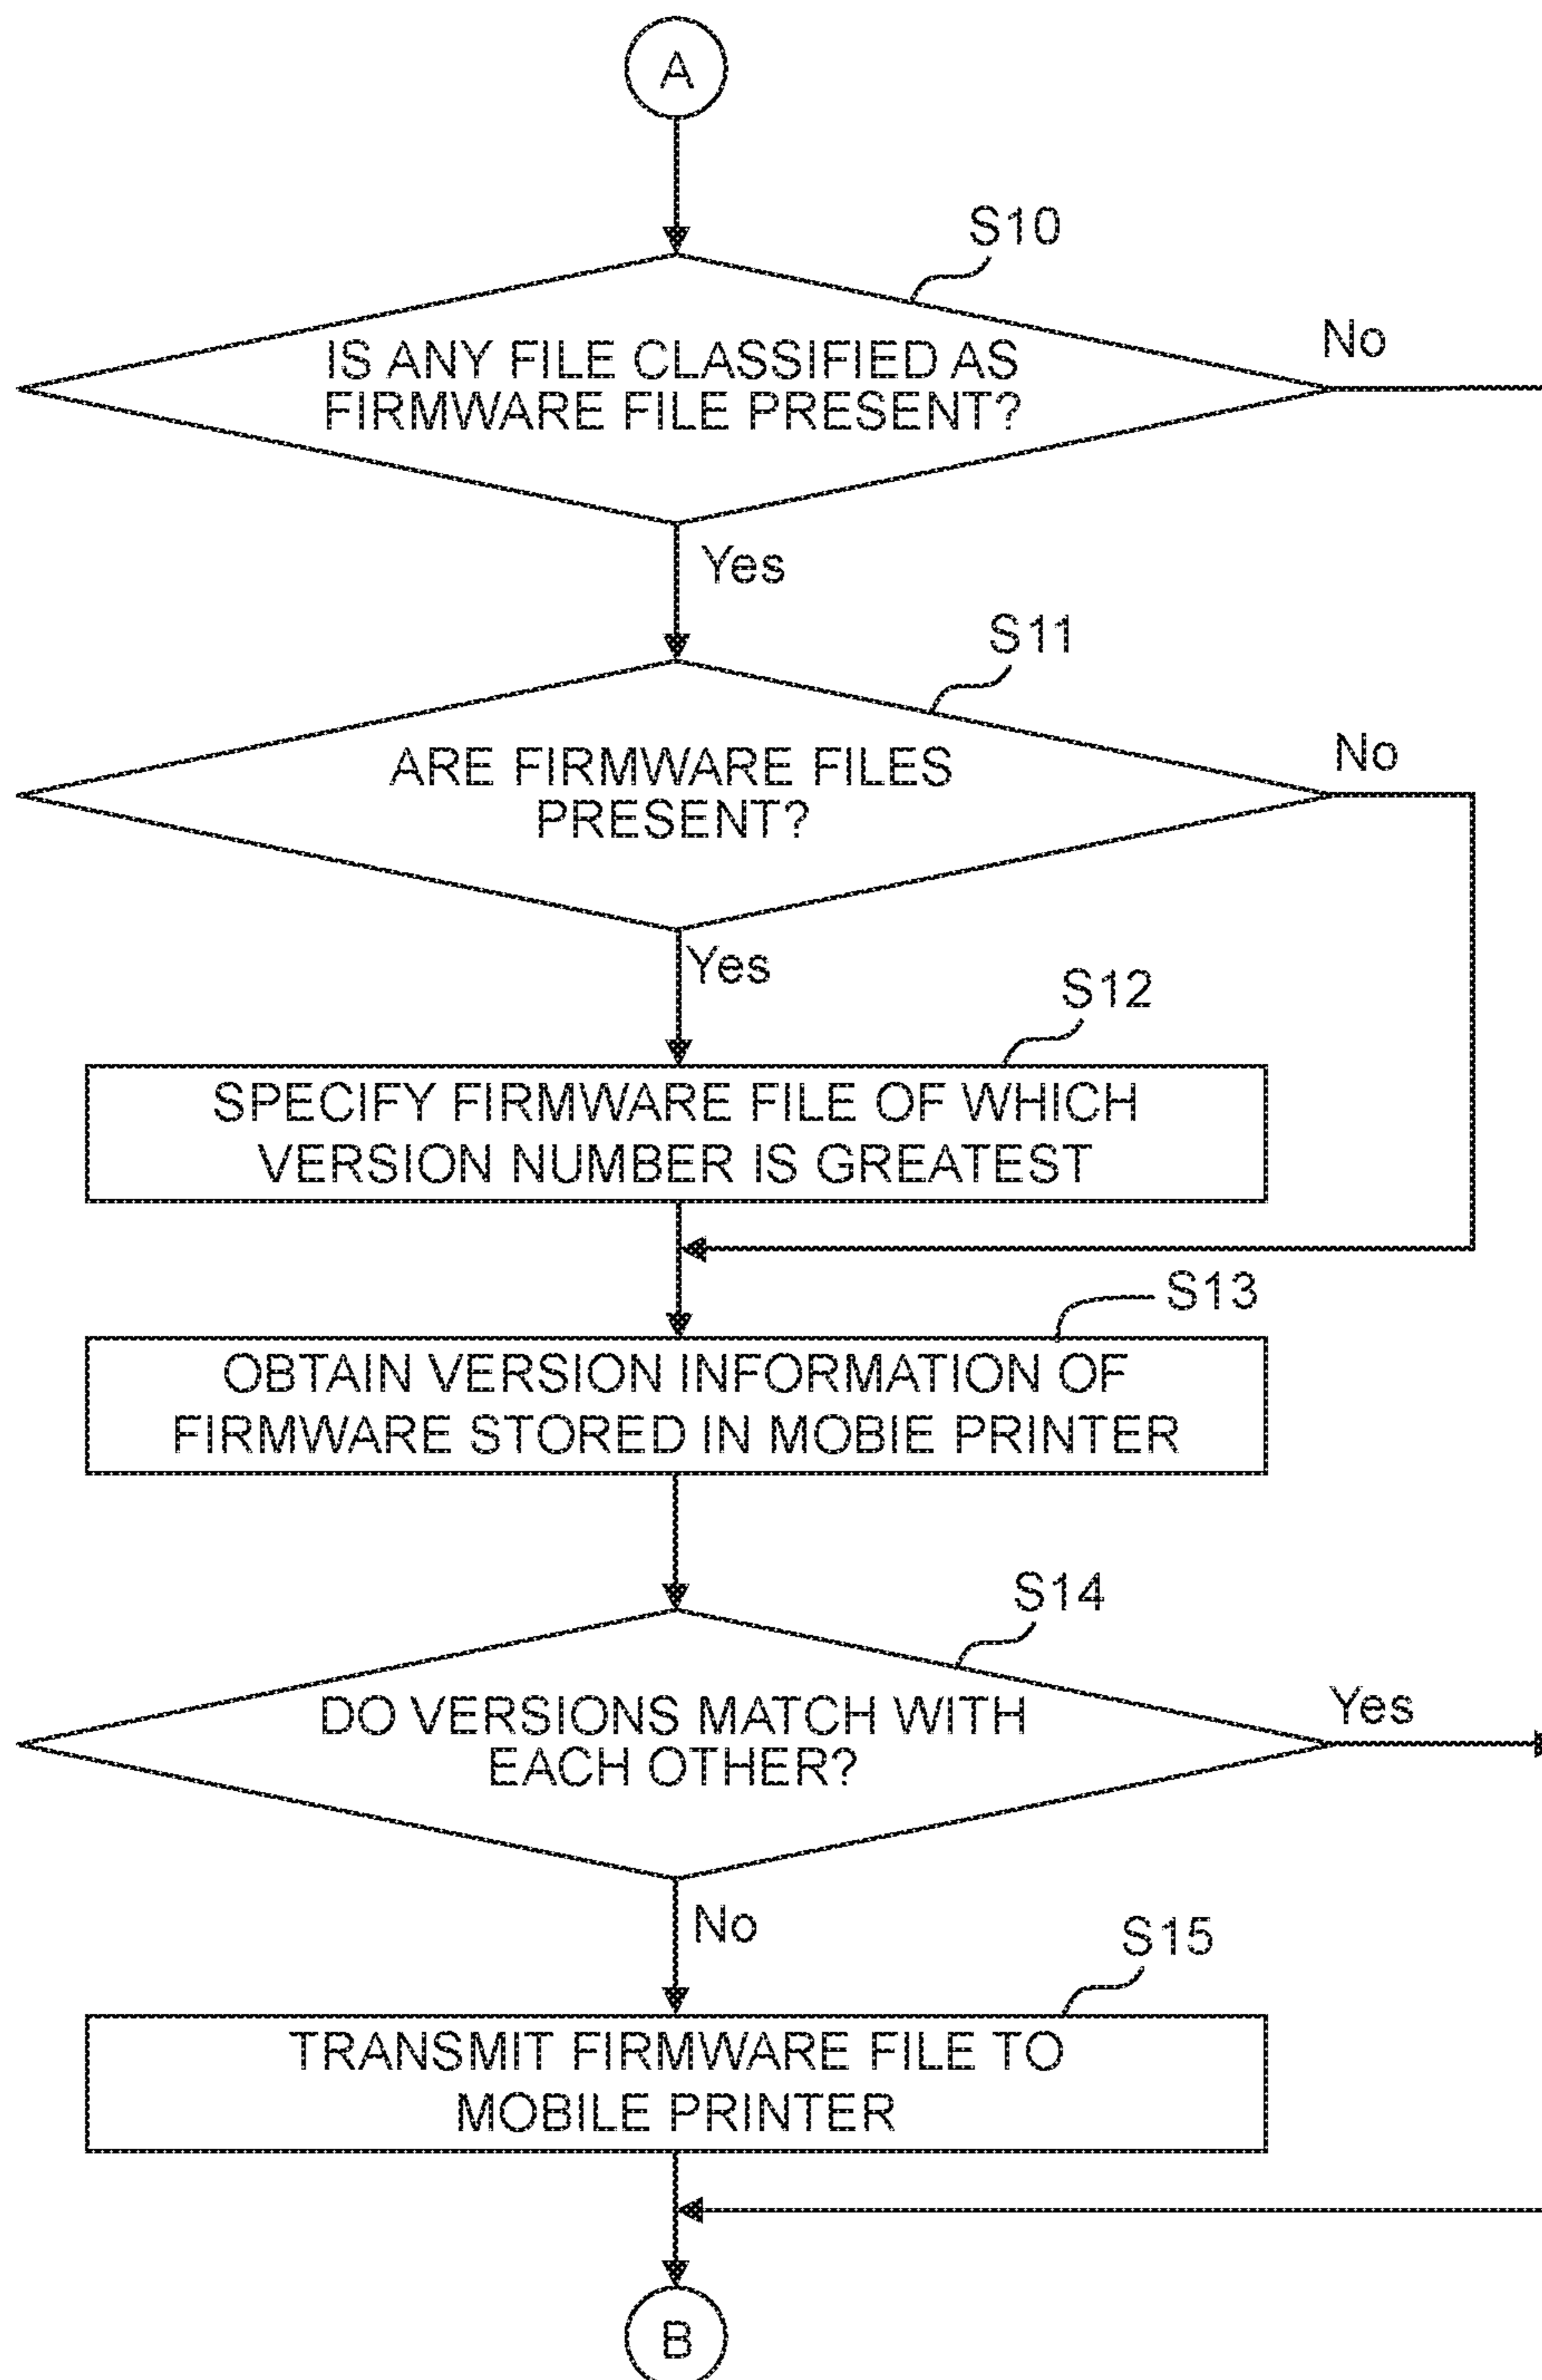 A
S10
IS ANY FILE CLASSIFIED AS
FIRMWARE FILE PRESENT?
No
Yes
S11
ARE FIRMWARE FILES
PRESENT?
No
Yes
S12
SPECIFY FIRMWARE FILE OF WHICH
VERSION NUMBER IS GREATEST
S13
OBTAIN VERSION INFORMATION OF
FIRMWARE STORED IN MOBIE PRINTER
S14
DO VERSIONS MATCH WITH
EACH OTHER?
Yes
No
S15
TRANSMIT FIRMWARE FILE TO
MOBILE PRINTER
B